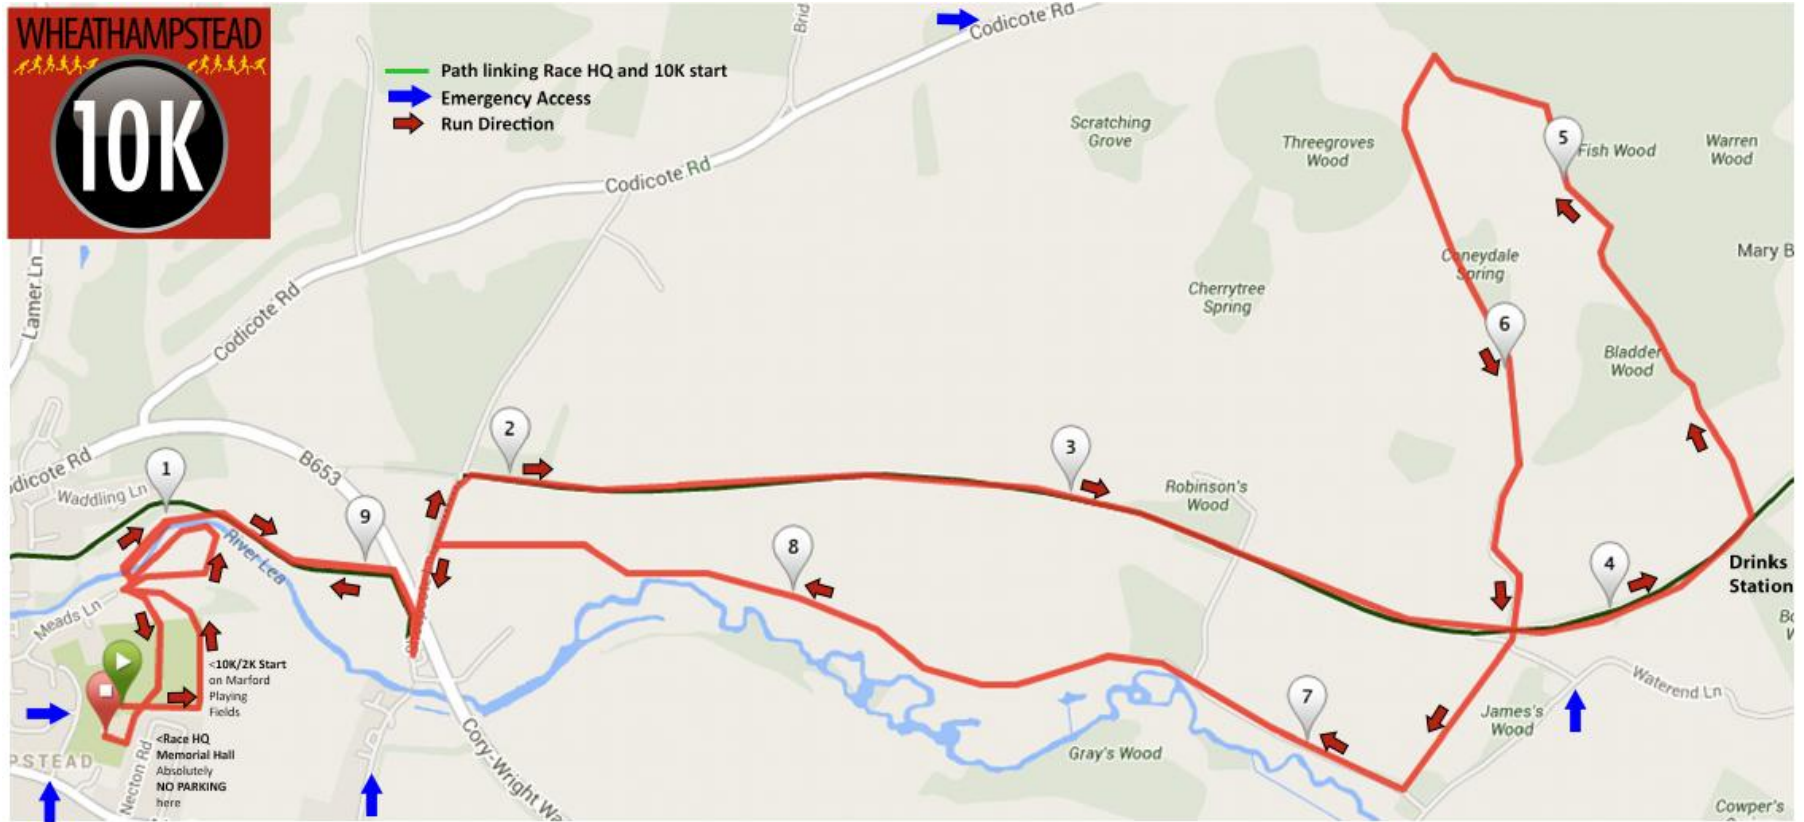 WHEATHAMPSTEAD
10K
Path linking Race HQ and 10K start
Emergency Access
Run Direction
Codicote Rd
Brid
Codicote Rd
Codicote Rd
Lamer Ln
Scratching
Grove
Threegroves
Wood
5
Fish Wood
Warren
Wood
Mary B
Coneydale
Spring
Cherrytree
Spring
6
Bladder
Wood
dicote Rd
B653
Waddling Ln
1
2
3
9
8
4
7
Robinson's
Wood
River Lea
Meads Ln
Drinks
Station
<10K/2K Start
on Marford
Playing
Fields
<Race HQ
Memorial Hall
Absolutely
NO PARKING
here
PSTEAD
Necton Rd
Cory-Wright Wa
Gray's Wood
James's
Wood
Waterend Ln
Cowper's